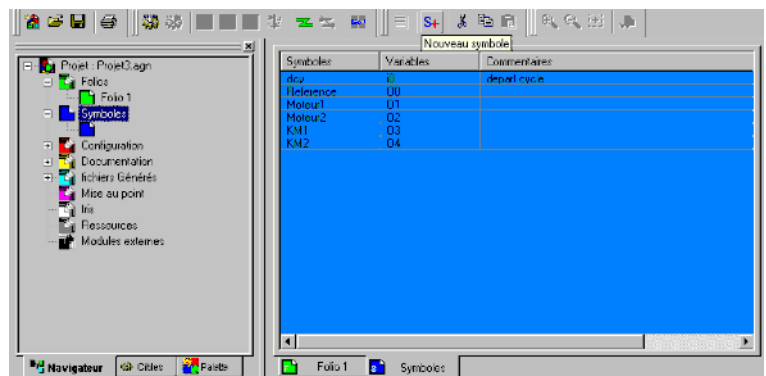 S+
Nouveau symbole
Projet : Projet3.agn
Folios
Folio 1
Symboles
Configuration
Documentation
fichiers Générés
Mise au point
Iris
Ressources
Modules externes
Symboles Variables Commentaires
dcy depart cycle
Reference O0
Moteur1 O1
Moteur2 O2
KM1 O3
KM2 O4
Navigateur Cibles Palette
Folio 1 Symboles